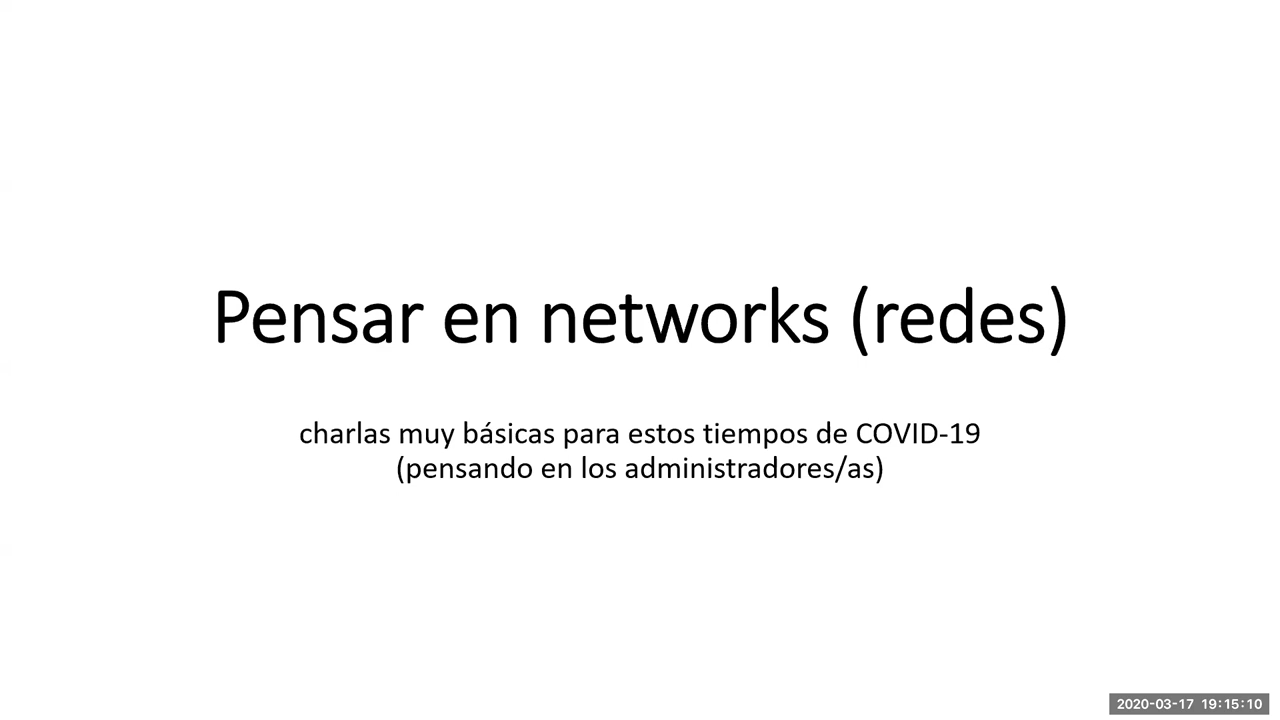 Pensar en networks (redes)
charlas muy básicas para estos tiempos de COVID-19
(pensando en los administradores/as)
2020-03-17 19:15:10